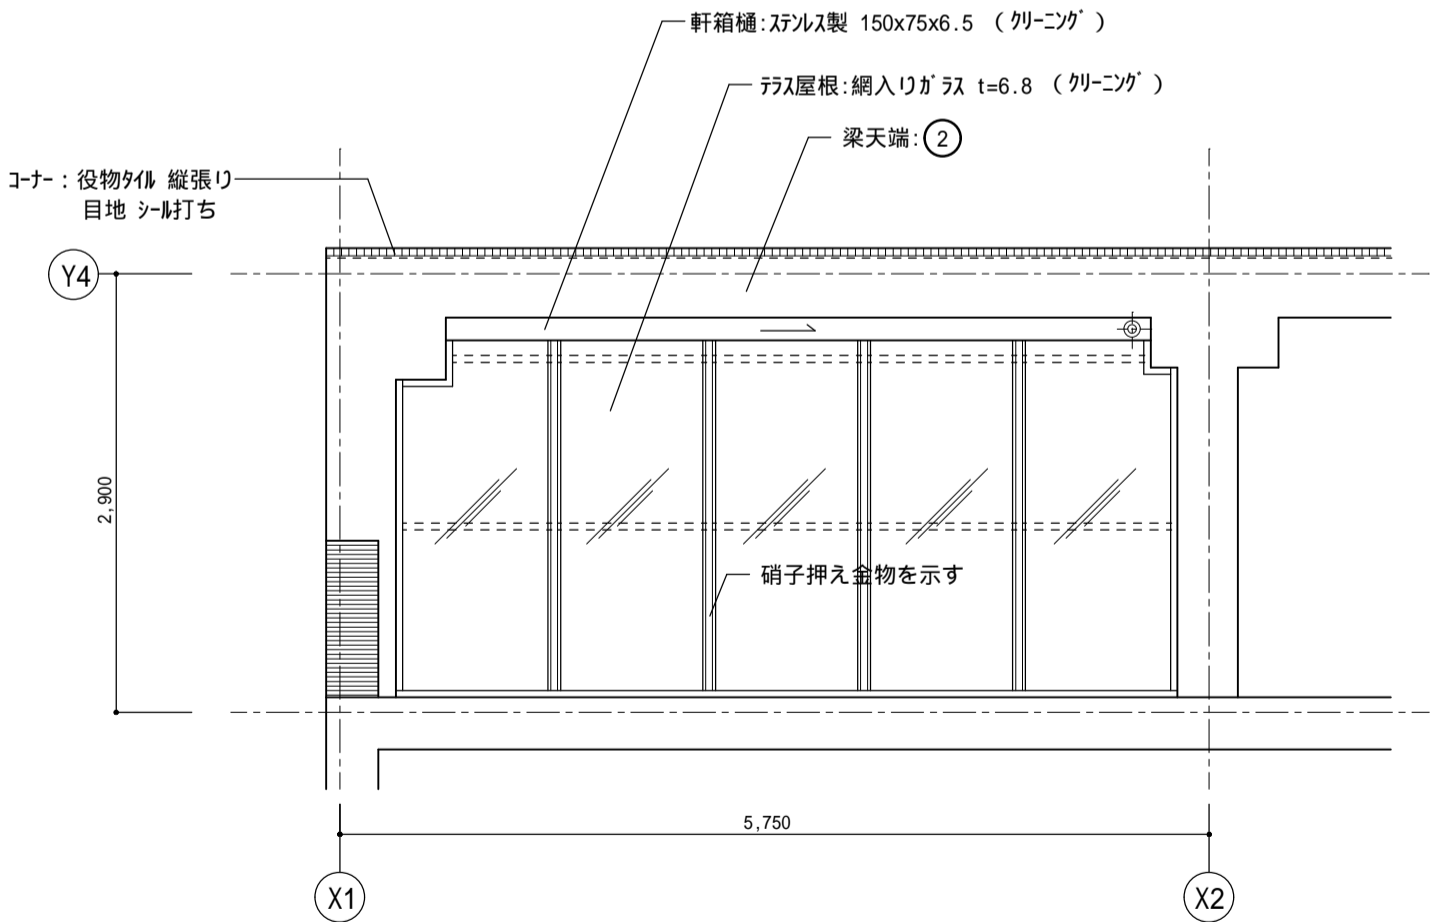 軒箱樋:ｽﾃﾝﾚｽ製 150x75x6.5 （ｸﾘｰﾆﾝｸﾞ）
ﾃﾗｽ屋根:網入りｶﾞﾗｽ t=6.8 （ｸﾘｰﾆﾝｸﾞ）
梁天端:②
ｺｰﾅｰ：役物ﾀｲﾙ 縦張り
目地 ｼｰﾙ打ち
Y4
2,900
硝子押え金物を示す
5,750
X1
X2